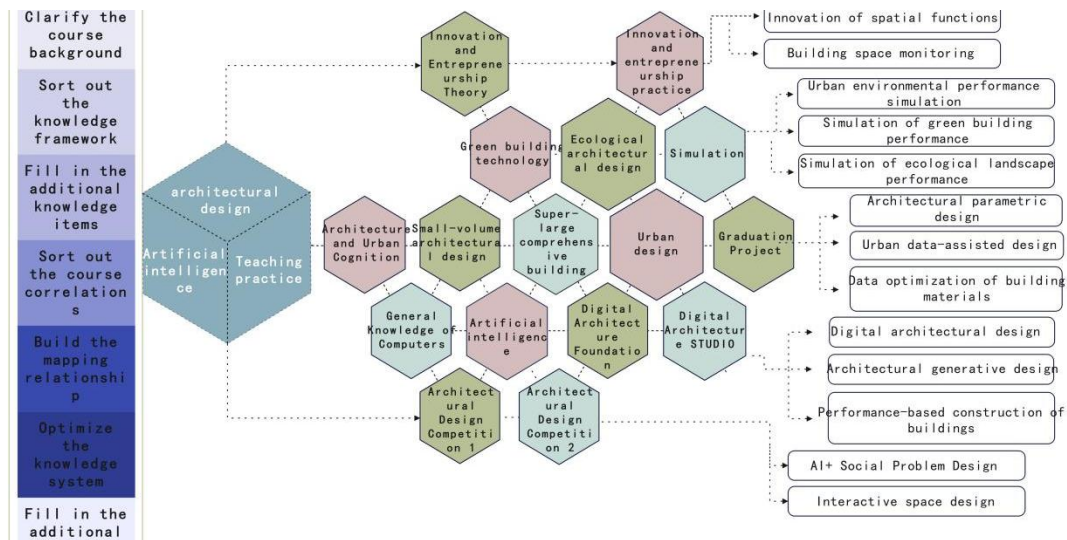 Clarify the
course
background
Sort out
the
knowledge
framework
Fill in the
additional
knowledge
items
Sort out
the course
correlation
s
Build the
mapping
relationshi
p
Optimize
the
knowledge
system
Fill in the
additional
architectural
design
Artificial
intelligen
ce
Teaching
practice
Innovation
and
Entreprene
urship
Theory
Innovation
and
entreprene
urship
practice
Green building
technology
Ecological
architectur
al design
Simulation
Architecture
and Urban
Cognition
Small-volume
architectura
l design
Super-
large
comprehens
ive
building
Urban
design
Graduation
Project
General
Knowledge of
Computers
Artificial
intelligenc
e
Digital
Architect
ure
Foundatio
n
Digital
Architectur
e STUDIO
Architect
ural
Design
Competiti
on 1
Architect
ural
Design
Competiti
on 2
Innovation of spatial functions
Building space monitoring
Urban environmental performance
simulation
Simulation of green building
performance
Simulation of ecological landscape
performance
Architectural parametric
design
Urban data-assisted design
Data optimization of building
materials
Digital architectural design
Architectural generative design
Performance-based construction of
buildings
AI+ Social Problem Design
Interactive space design